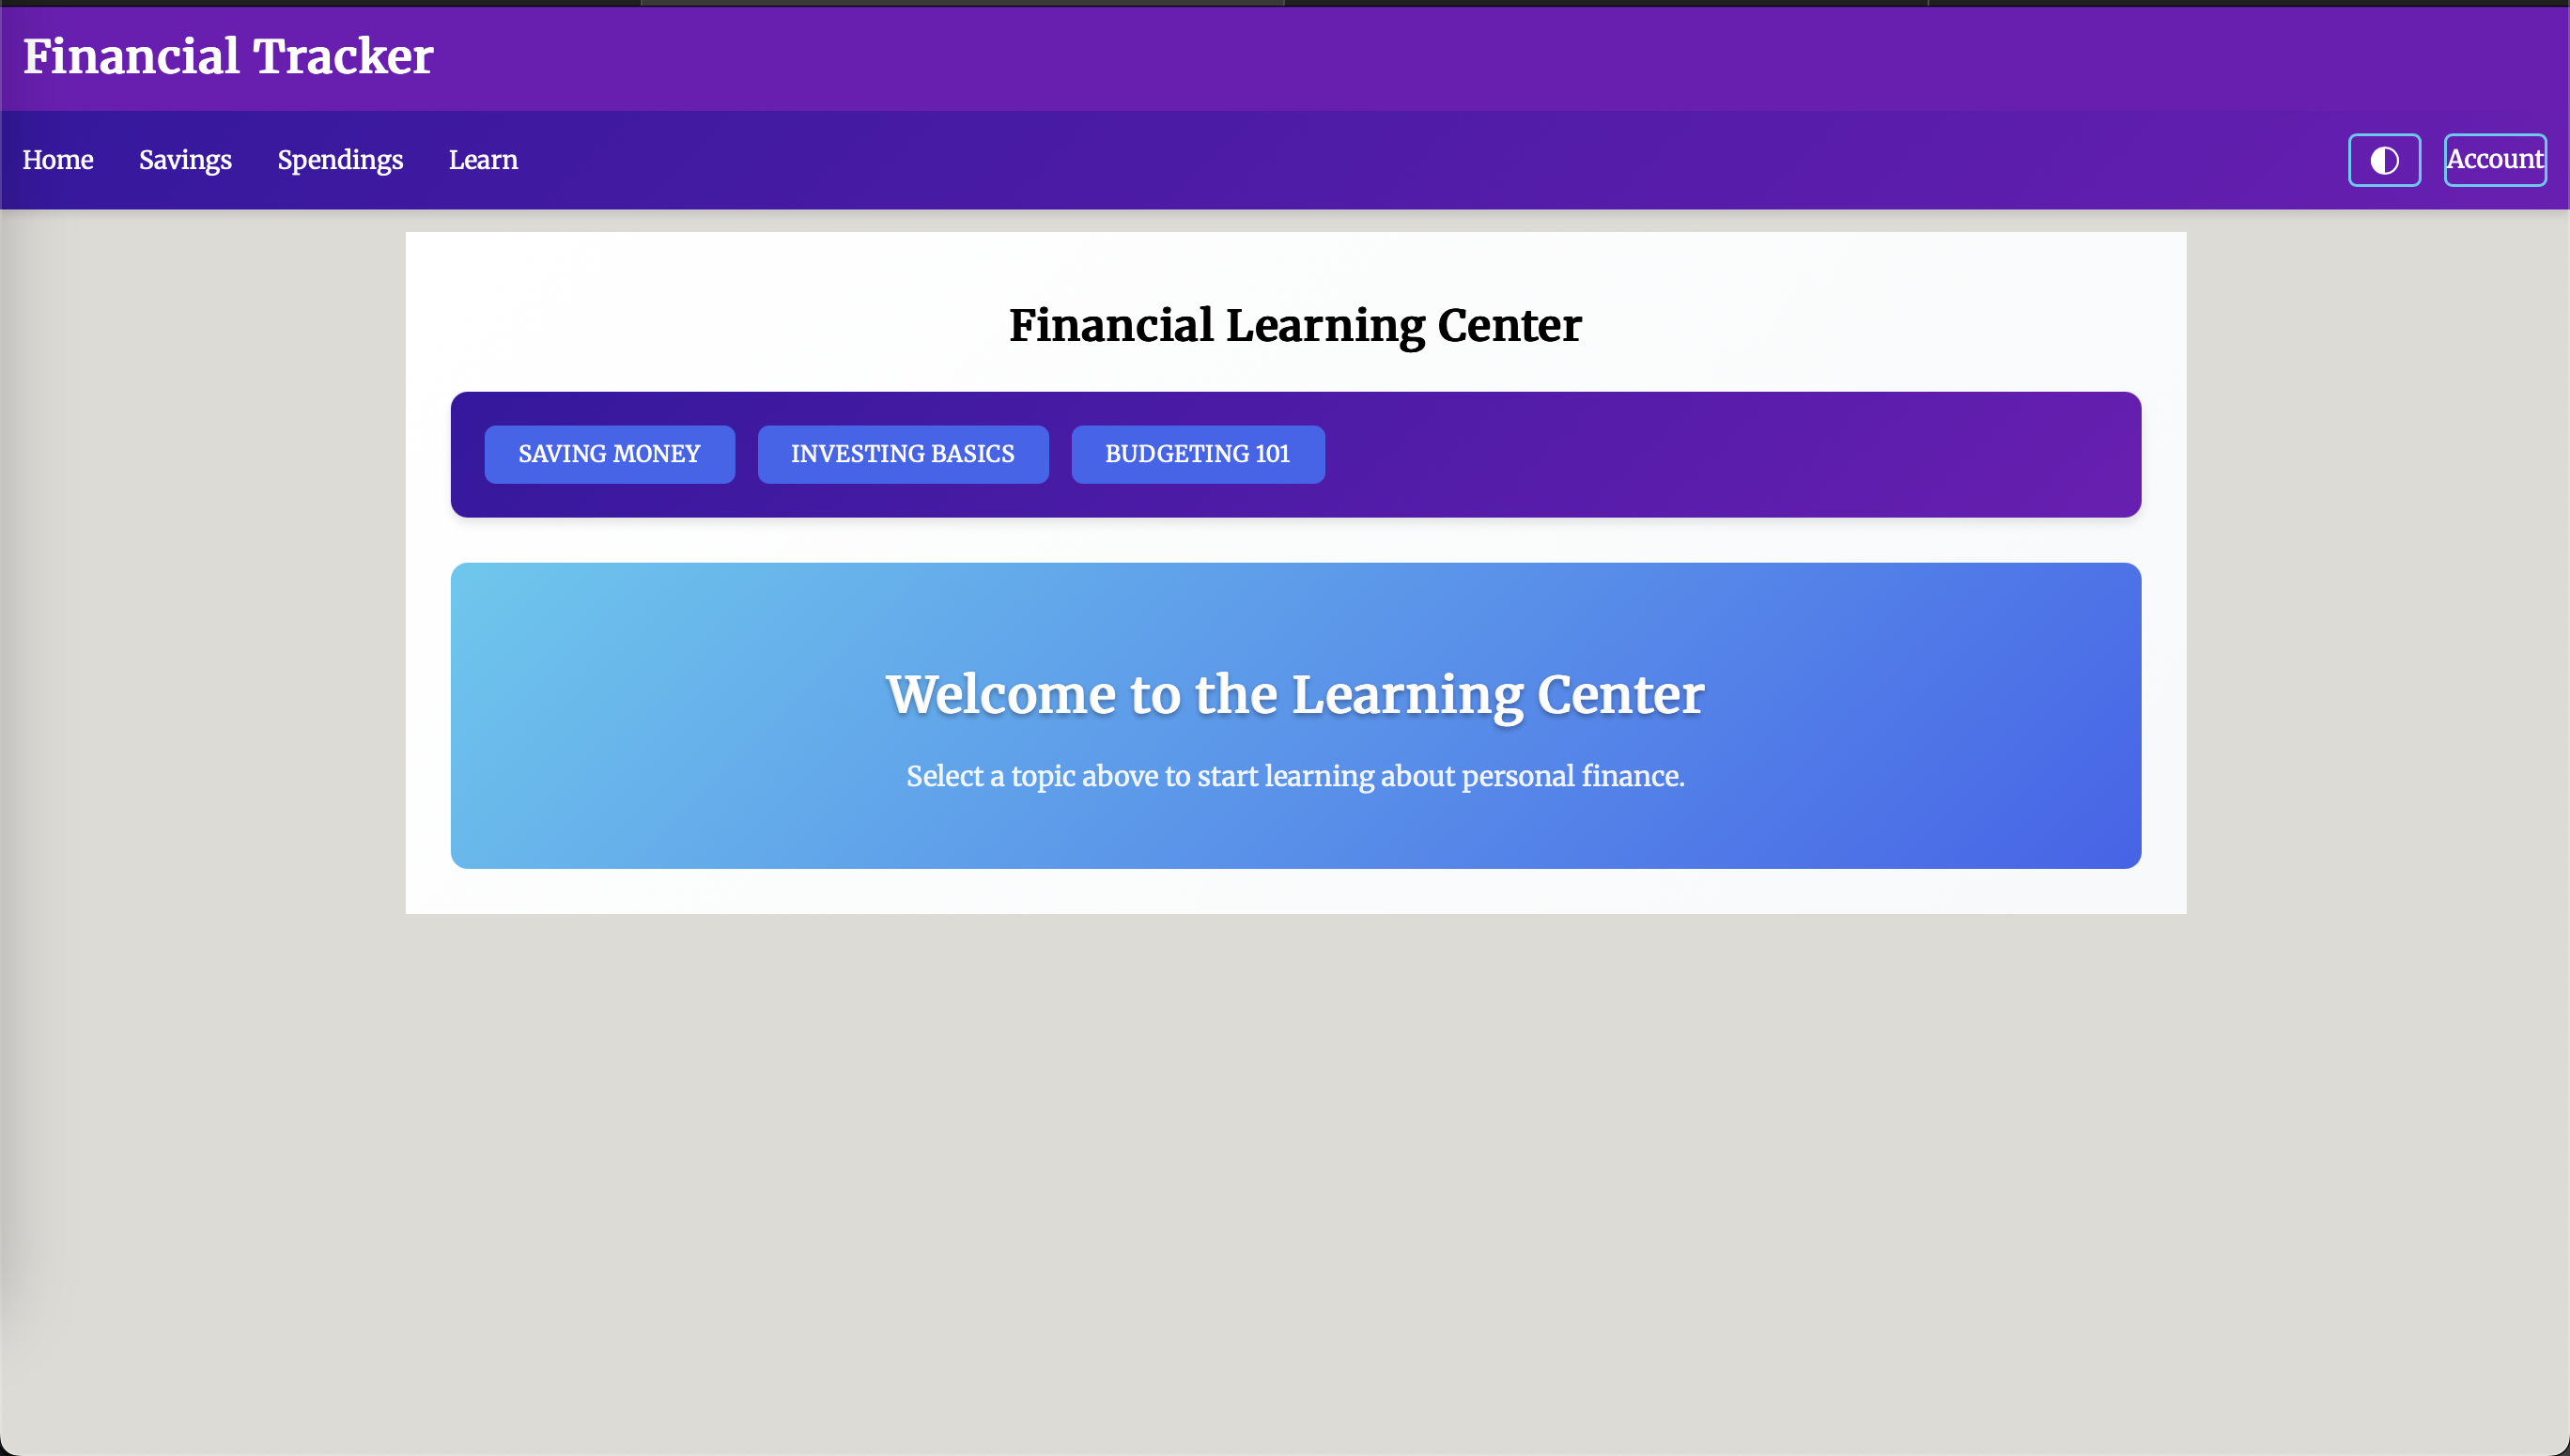 Financial Tracker
Home Savings Spendings Learn Account
Financial Learning Center
SAVING MONEY INVESTING BASICS BUDGETING 101
Welcome to the Learning Center
Select a topic above to start learning about personal finance.